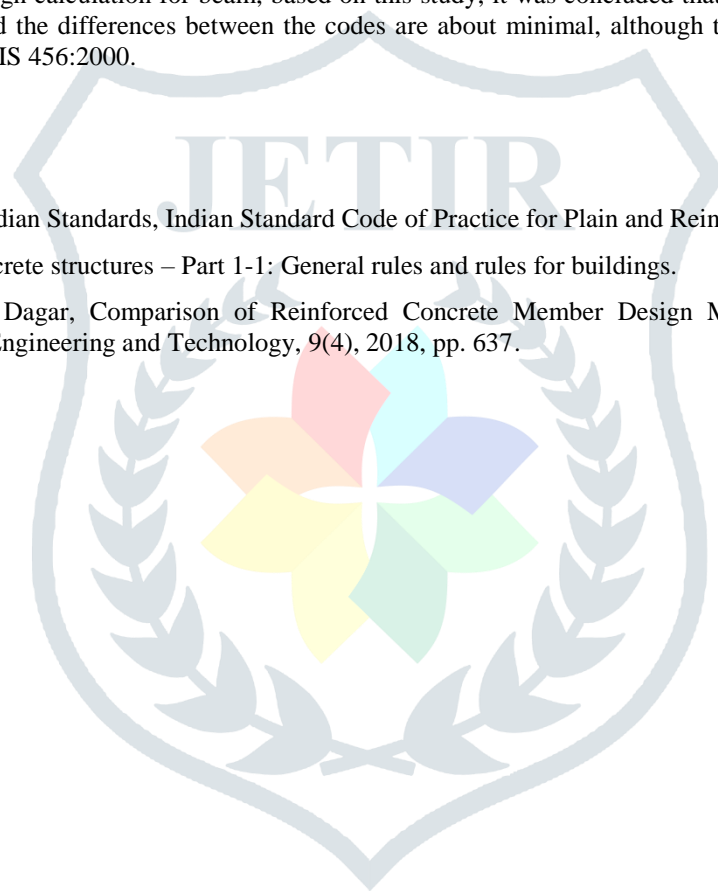 gn calculation for beam, based on this study, it was concluded that
d the differences between the codes are about minimal, although t
IS 456:2000.
JETIR
dian Standards, Indian Standard Code of Practice for Plain and Rein
crete structures – Part 1-1: General rules and rules for buildings.
Dagar, Comparison of Reinforced Concrete Member Design M
Engineering and Technology, 9(4), 2018, pp. 637.